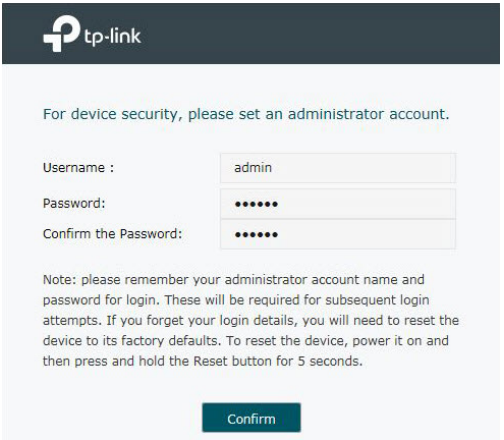 tp-link
For device security, please set an administrator account.
Username : admin
Password: ••••••
Confirm the Password: ••••••
Note: please remember your administrator account name and
password for login. These will be required for subsequent login
attempts. If you forget your login details, you will need to reset the
device to its factory defaults. To reset the device, power it on and
then press and hold the Reset button for 5 seconds.
Confirm